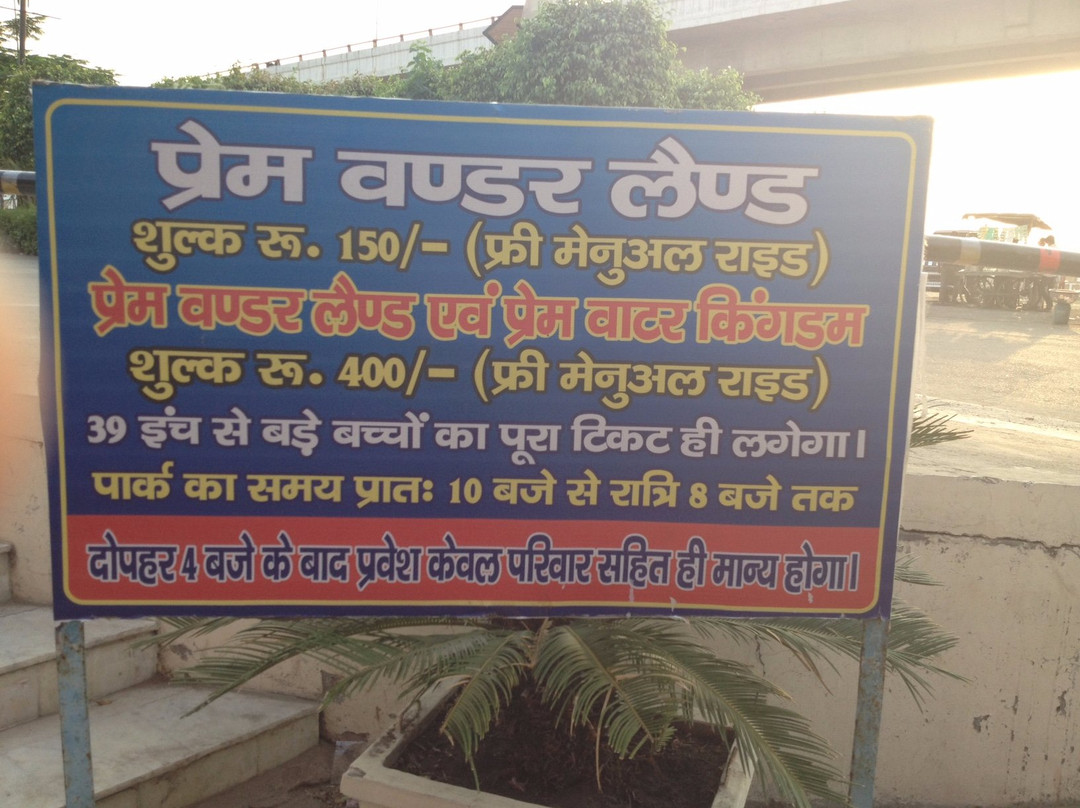 प्रेम वण्डर लैण्ड
शुल्क रू. 150/- (फ्री मेनुअल राइड)
प्रेम वण्डर लैण्ड एवं प्रेम वाटर किंगडम
शुल्क रू. 400/- (फ्री मेनुअल राइड)
39 इंच से बड़े बच्चों का पूरा टिकट ही लगेगा।
पार्क का समय प्रातः 10 बजे से रात्रि 8 बजे तक
दोपहर 4 बजे के बाद प्रवेश केवल परिवार सहित ही मान्य होगा।